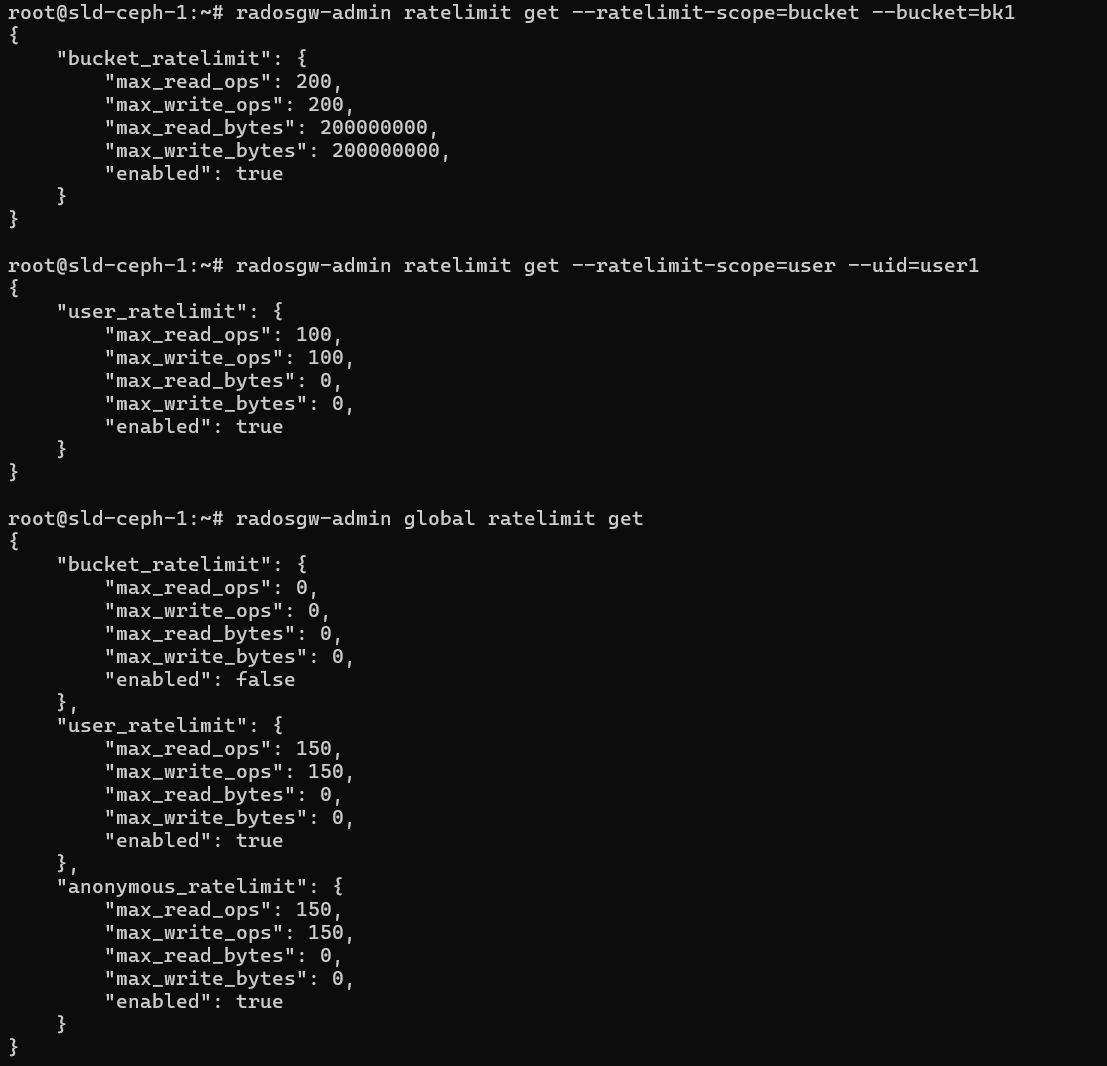 root@sld-ceph-1:~# radosgw-admin ratelimit get --ratelimit-scope=bucket --bucket=bk1
{
    "bucket_ratelimit": {
        "max_read_ops": 200,
        "max_write_ops": 200,
        "max_read_bytes": 200000000,
        "max_write_bytes": 200000000,
        "enabled": true
    }
}

root@sld-ceph-1:~# radosgw-admin ratelimit get --ratelimit-scope=user --uid=user1
{
    "user_ratelimit": {
        "max_read_ops": 100,
        "max_write_ops": 100,
        "max_read_bytes": 0,
        "max_write_bytes": 0,
        "enabled": true
    }
}

root@sld-ceph-1:~# radosgw-admin global ratelimit get
{
    "bucket_ratelimit": {
        "max_read_ops": 0,
        "max_write_ops": 0,
        "max_read_bytes": 0,
        "max_write_bytes": 0,
        "enabled": false
    },
    "user_ratelimit": {
        "max_read_ops": 150,
        "max_write_ops": 150,
        "max_read_bytes": 0,
        "max_write_bytes": 0,
        "enabled": true
    },
    "anonymous_ratelimit": {
        "max_read_ops": 150,
        "max_write_ops": 150,
        "max_read_bytes": 0,
        "max_write_bytes": 0,
        "enabled": true
    }
}